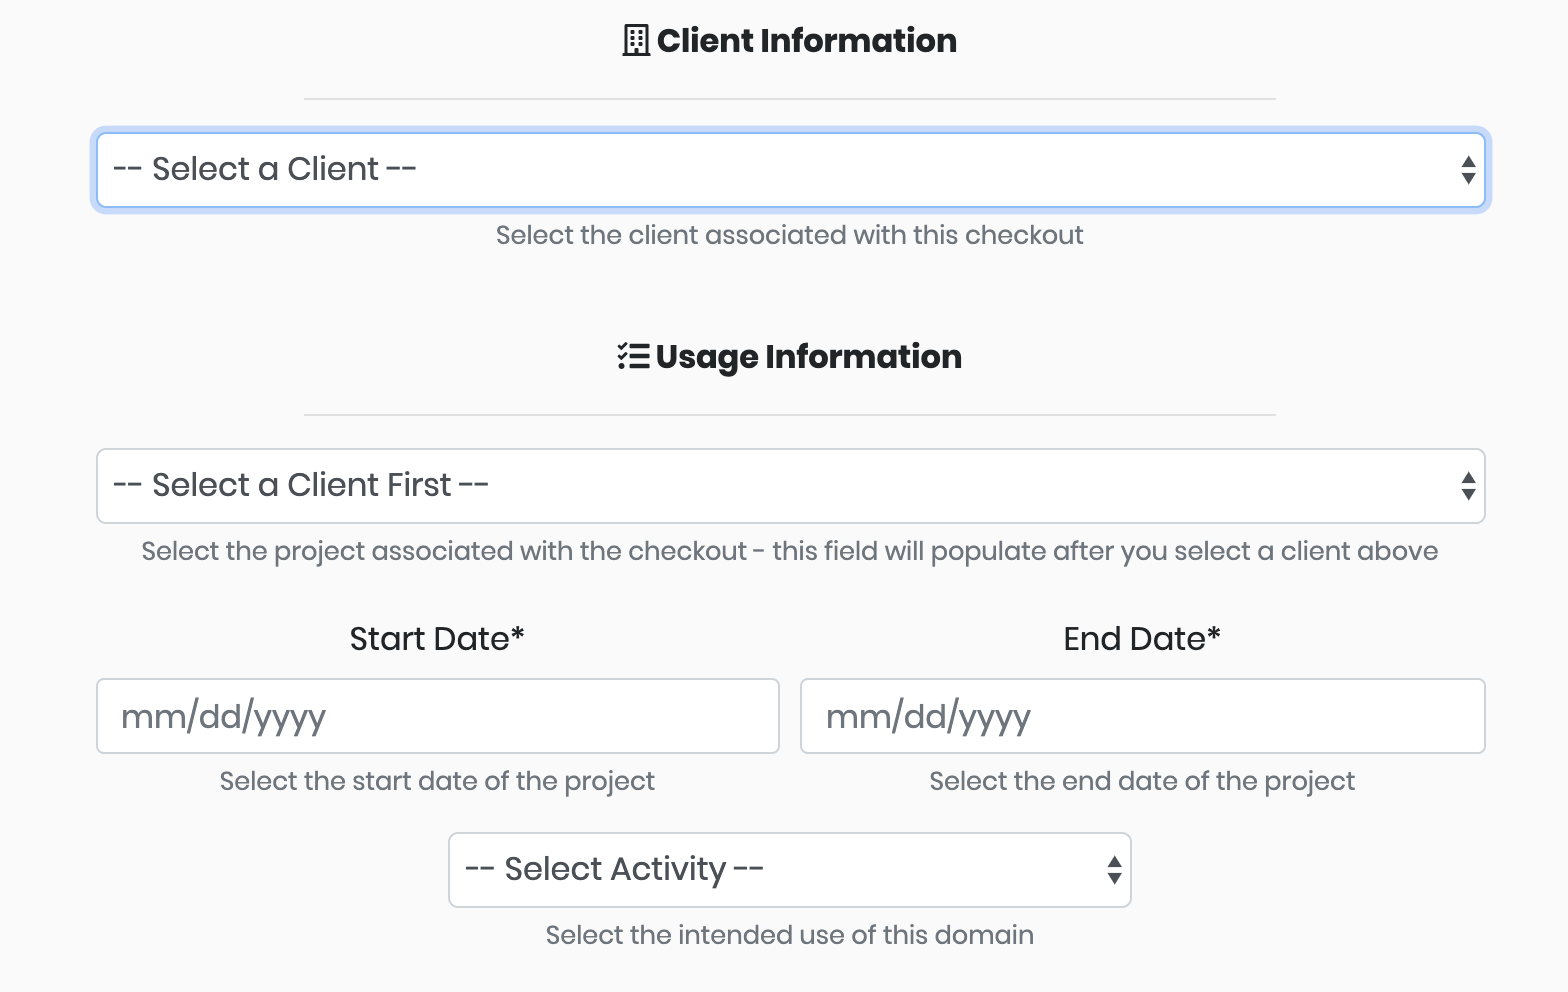 Client Information
-- Select a Client --
Select the client associated with this checkout
Usage Information
-- Select a Client First --
Select the project associated with the checkout - this field will populate after you select a client above
Start Date* End Date*
mm/dd/yyyy mm/dd/yyyy
Select the start date of the project Select the end date of the project
-- Select Activity --
Select the intended use of this domain